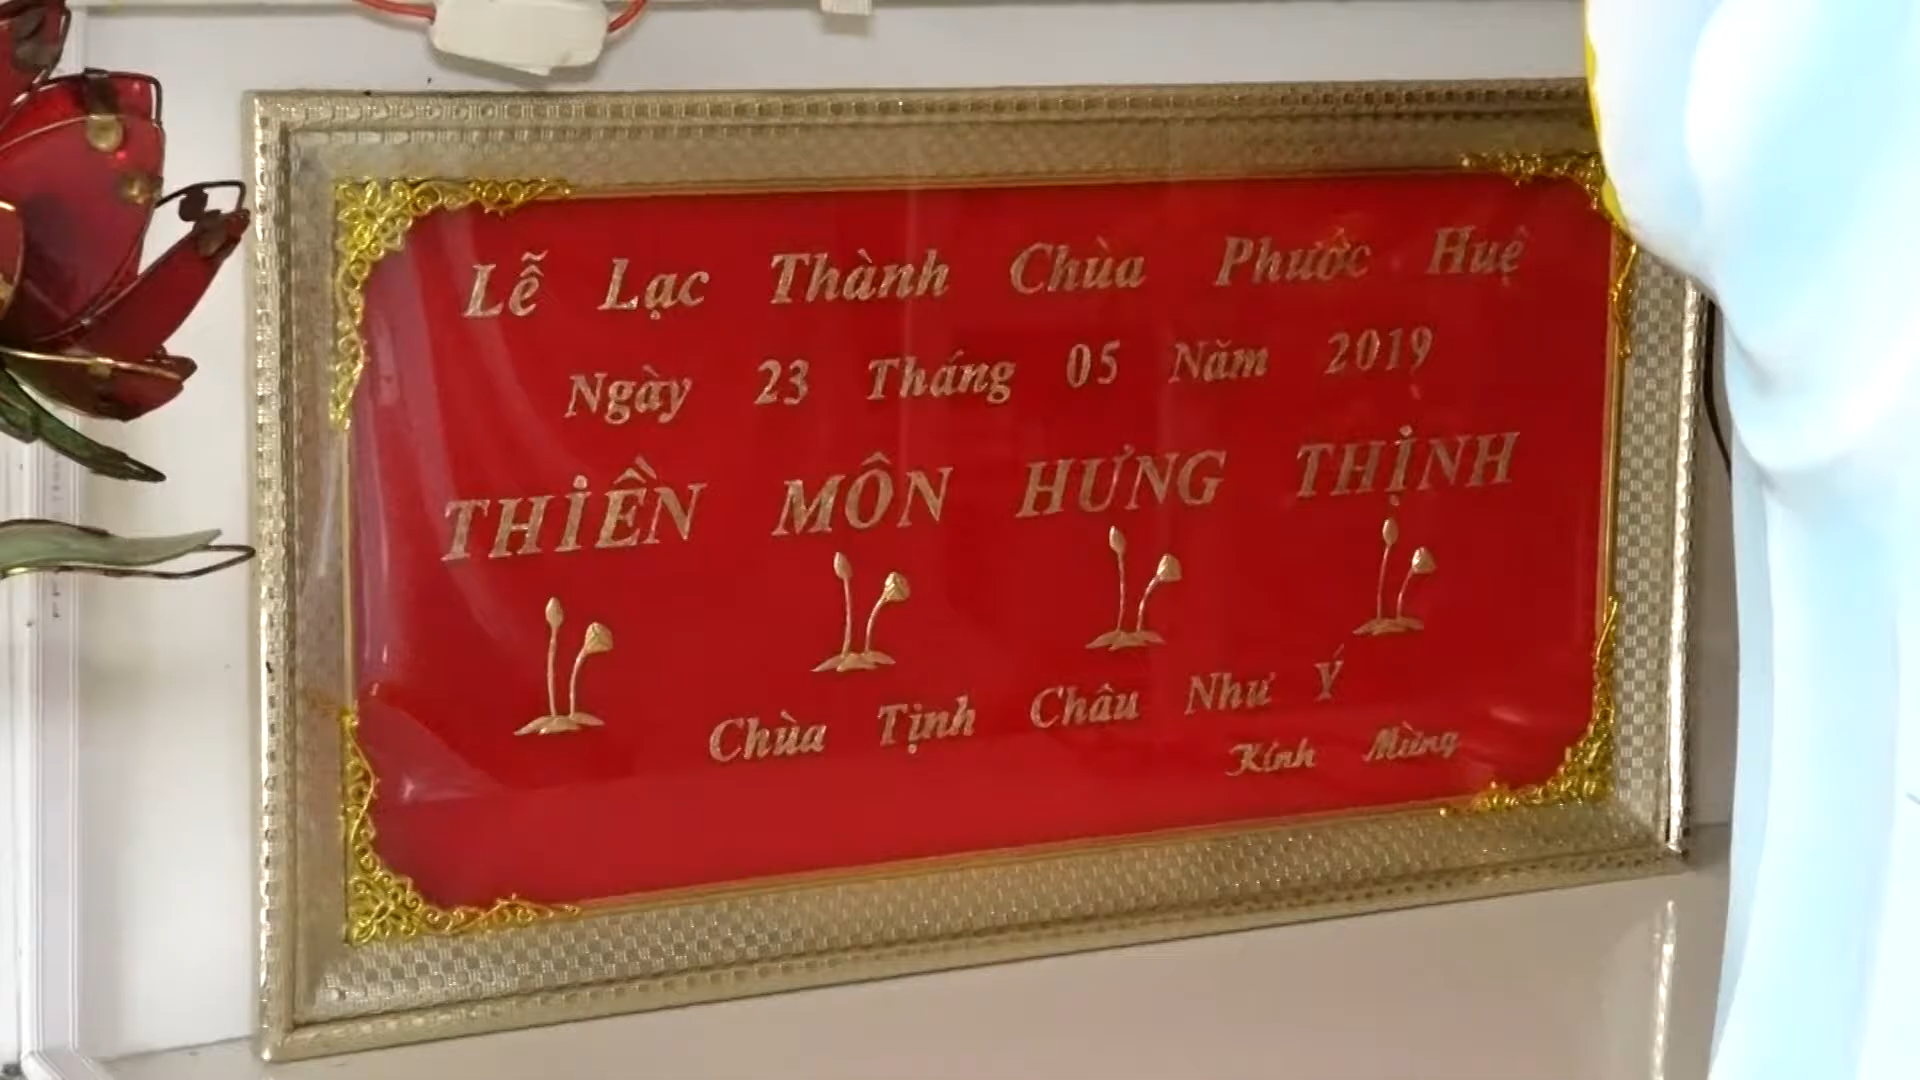 Lễ Lạc Thành Chùa Phước Huệ
Ngày 23 Tháng 05 Năm 2019
THIỀN MÔN HƯNG THỊNH
Chùa Tịnh Châu Như Ý
Kính Mừng